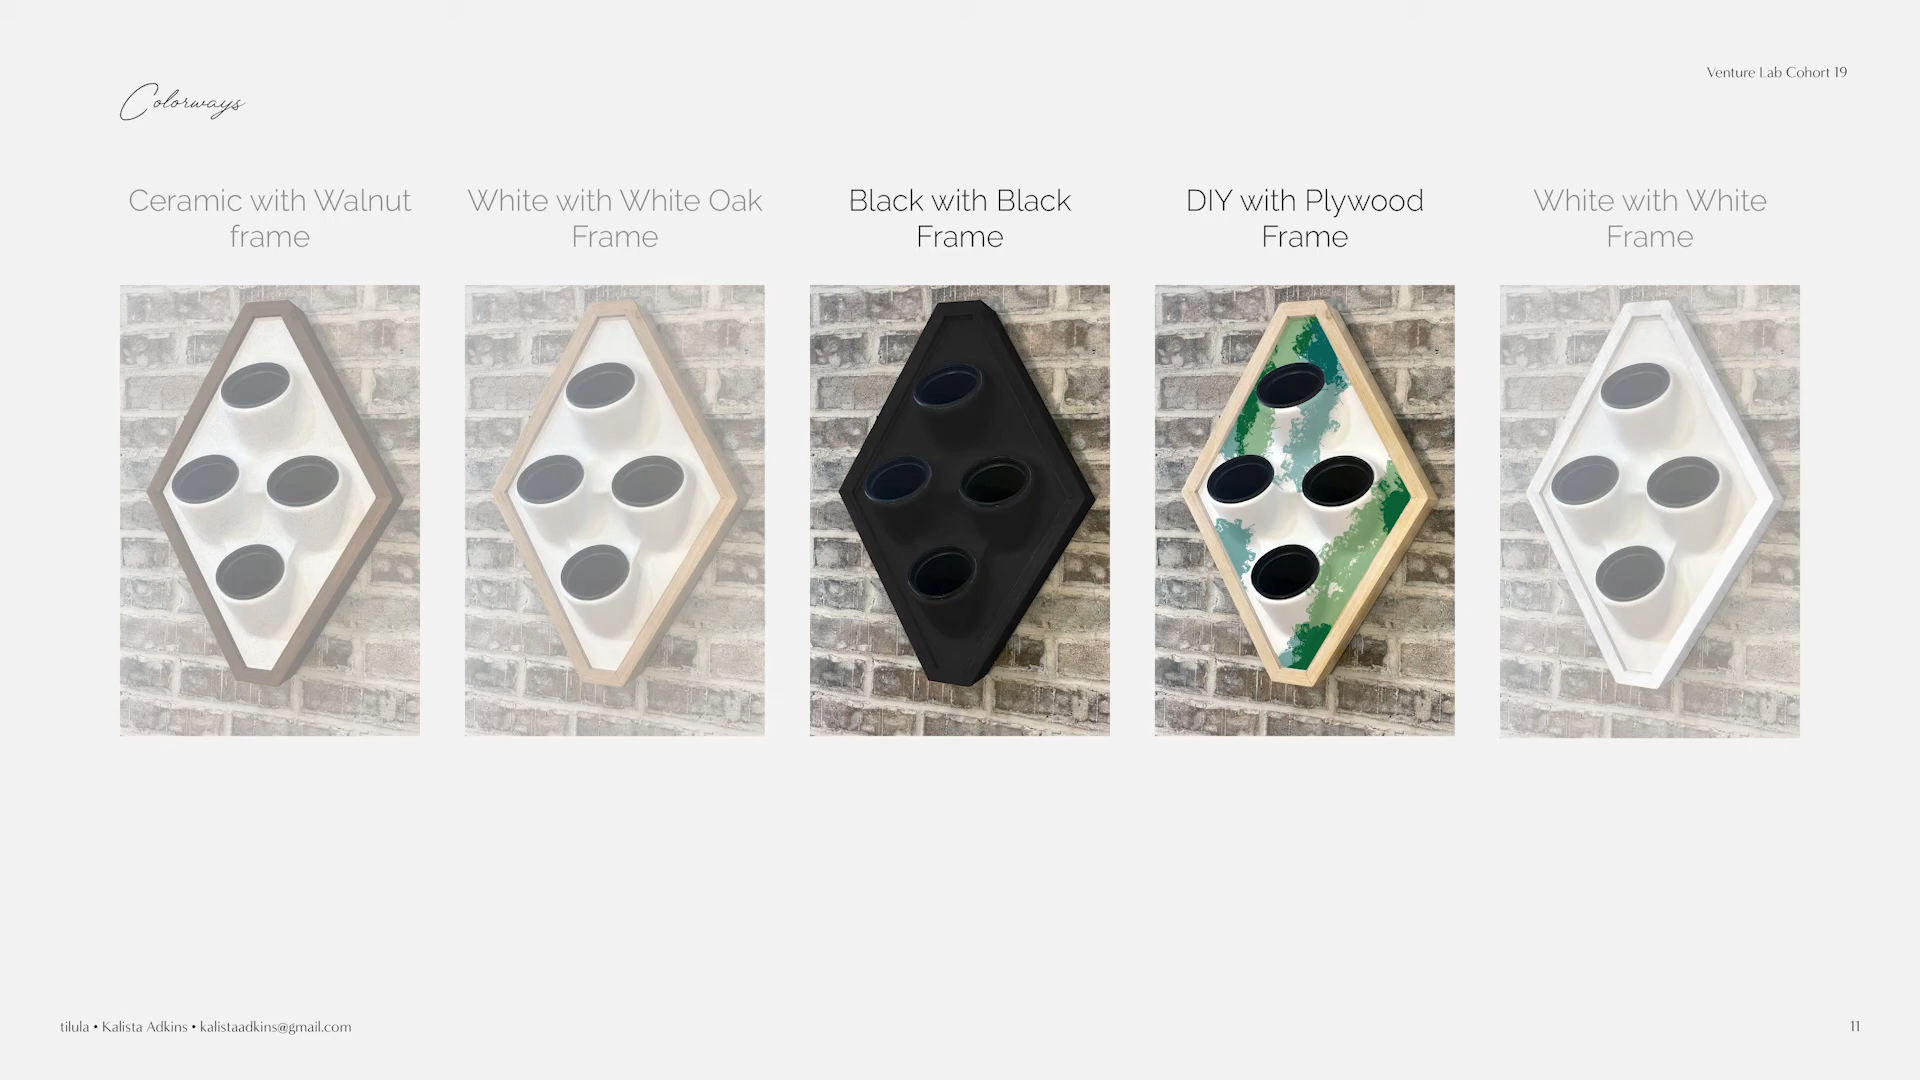 Venture Lab Cohort 19
Colorways
Ceramic with Walnut
frame
White with White Oak
Frame
Black with Black
Frame
DIY with Plywood
Frame
White with White
Frame
tilula • Kalista Adkins • kalistaadkins@gmail.com
11